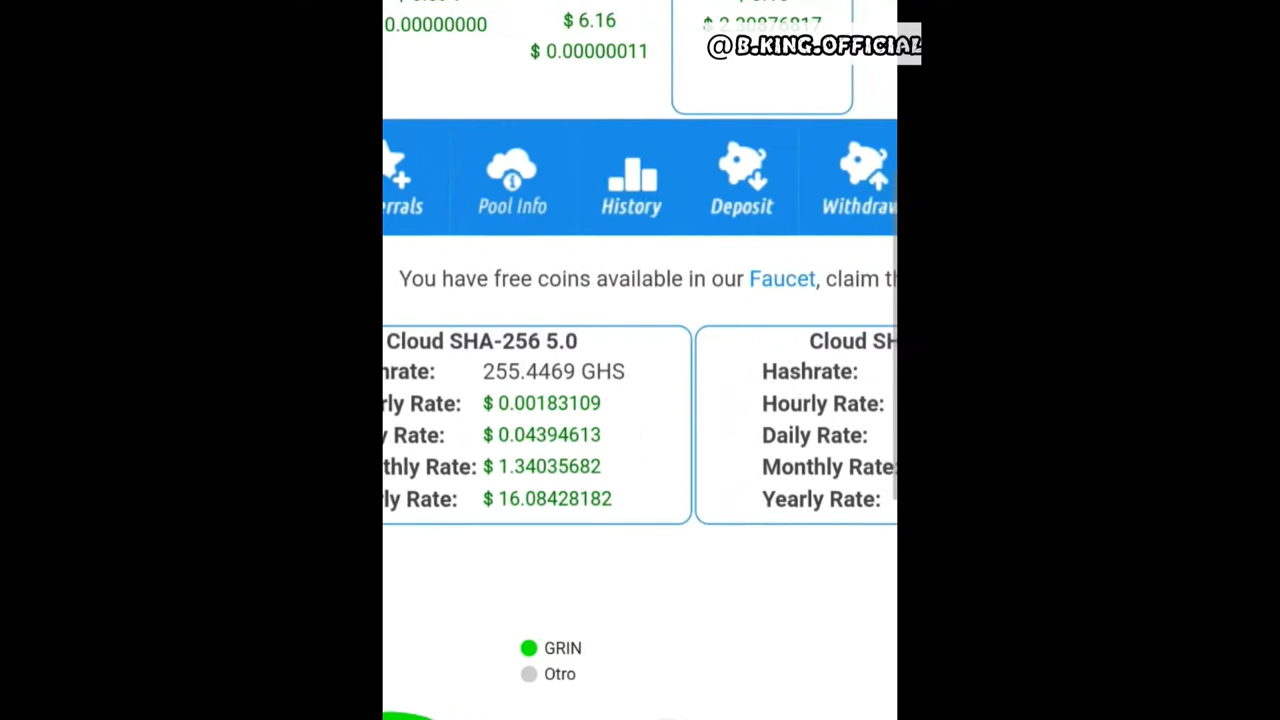 0.00000000
$ 6.16
$ 0.00000011
$ 2.30876817
@B.KING.OFFICIAL
errals
Pool Info
History
Deposit
Withdraw
You have free coins available in our Faucet, claim th
Cloud SHA-256 5.0
hrate: 255.4469 GHS
rly Rate: $ 0.00183109
y Rate: $ 0.04394613
thly Rate: $ 1.34035682
ly Rate: $ 16.08428182
Cloud SH
Hashrate:
Hourly Rate:
Daily Rate:
Monthly Rate:
Yearly Rate:
GRIN
Otro